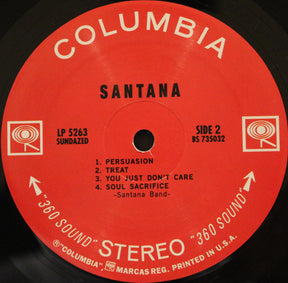 COLUMBIA
SANTANA
LP 5263
SUNDAZED
SIDE 2
BS 735032
1. PERSUASION
2. TREAT
3. YOU JUST DON'T CARE
4. SOUL SACRIFICE
-Santana Band-
"360 SOUND" STEREO "360 SOUND"
® "COLUMBIA", MARCAS REG. PRINTED IN U.S.A.